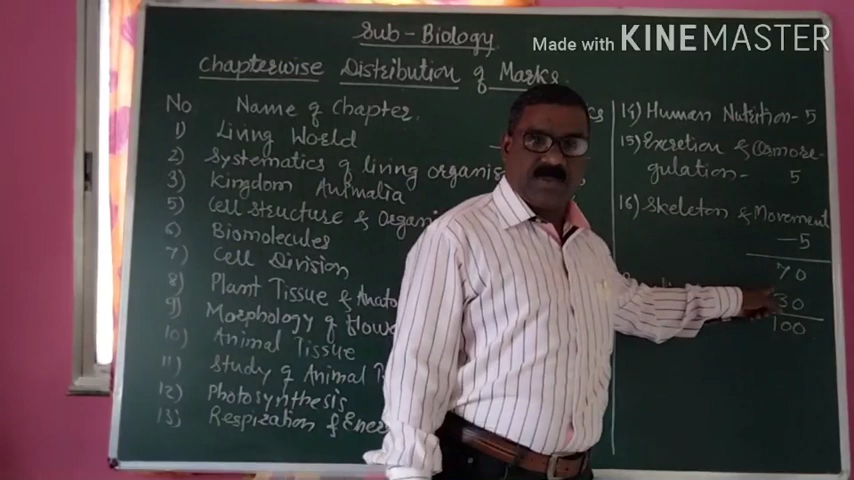 Sub - Biology
Made with KINEMASTER
Chapterwise Distribution of Marks.
No Name of Chapter.
1) Living World
2) Systematics of living organis
3) Kingdom Animalia
5) Cell Structure & Organi
6) Biomolecules
7) Cell Division
8) Plant Tissue & Anato
9) Morphology of flowe
10) Animal Tissue
11) Study of Animal T
12) Photosynthesis
13) Respiration & Ener
14) Human Nutrition - 5
15) Excretion & Osmore-
gulation - 5
16) Skeleton & Movement
- 5
70
30
100